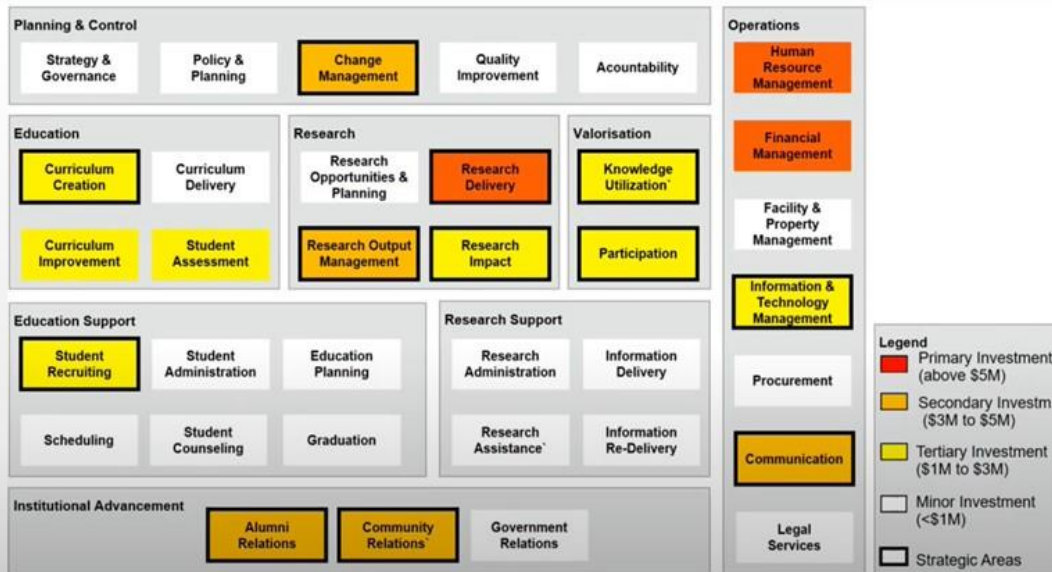 Planning & Control
Strategy &
Governance
Policy &
Planning
Change
Management
Quality
Improvement
Acountability
Education
Curriculum
Creation
Curriculum
Delivery
Curriculum
Improvement
Student
Assessment
Research
Research
Opportunities &
Planning
Research
Delivery
Research Output
Management
Research
Impact
Valorisation
Knowledge
Utilization`
Participation
Education Support
Student
Recruiting
Student
Administration
Education
Planning
Scheduling
Student
Counseling
Graduation
Research Support
Research
Administration
Information
Delivery
Research
Assistance`
Information
Re-Delivery
Institutional Advancement
Alumni
Relations
Community
Relations`
Government
Relations
Operations
Human
Resource
Management
Financial
Management
Facility &
Property
Management
Information &
Technology
Management
Procurement
Communication
Legal
Services
Legend
Primary Investment
(above $5M)
Secondary Investm
($3M to $5M)
Tertiary Investment
($1M to $3M)
Minor Investment
(<$1M)
Strategic Areas